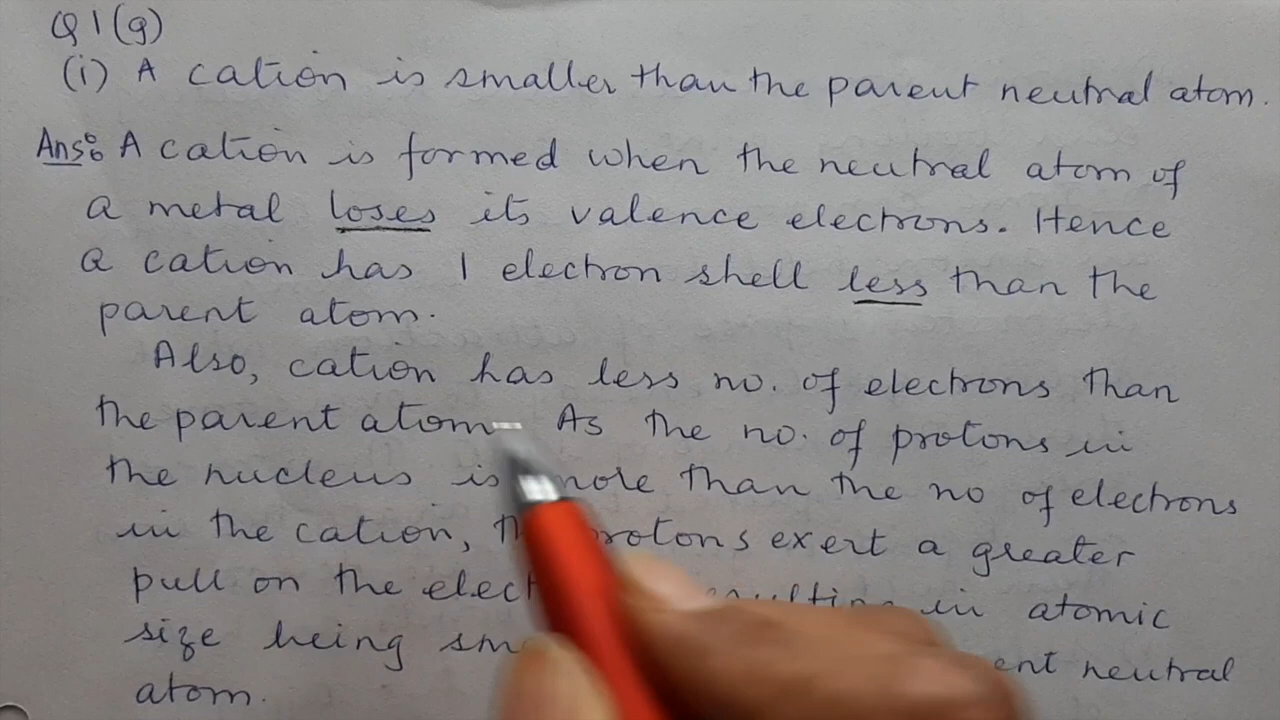 Q1(g)
(i) A cation is smaller than the parent neutral atom.
Ans: A cation is formed when the neutral atom of
a metal loses its valence electrons. Hence
a cation has 1 electron shell less than the
parent atom.
Also, cation has less no. of electrons than
the parent atom. As the no. of protons in
the nucleus is more than the no of electrons
in the cation, protons exert a greater
pull on the in atomic
size being neutral
atom.